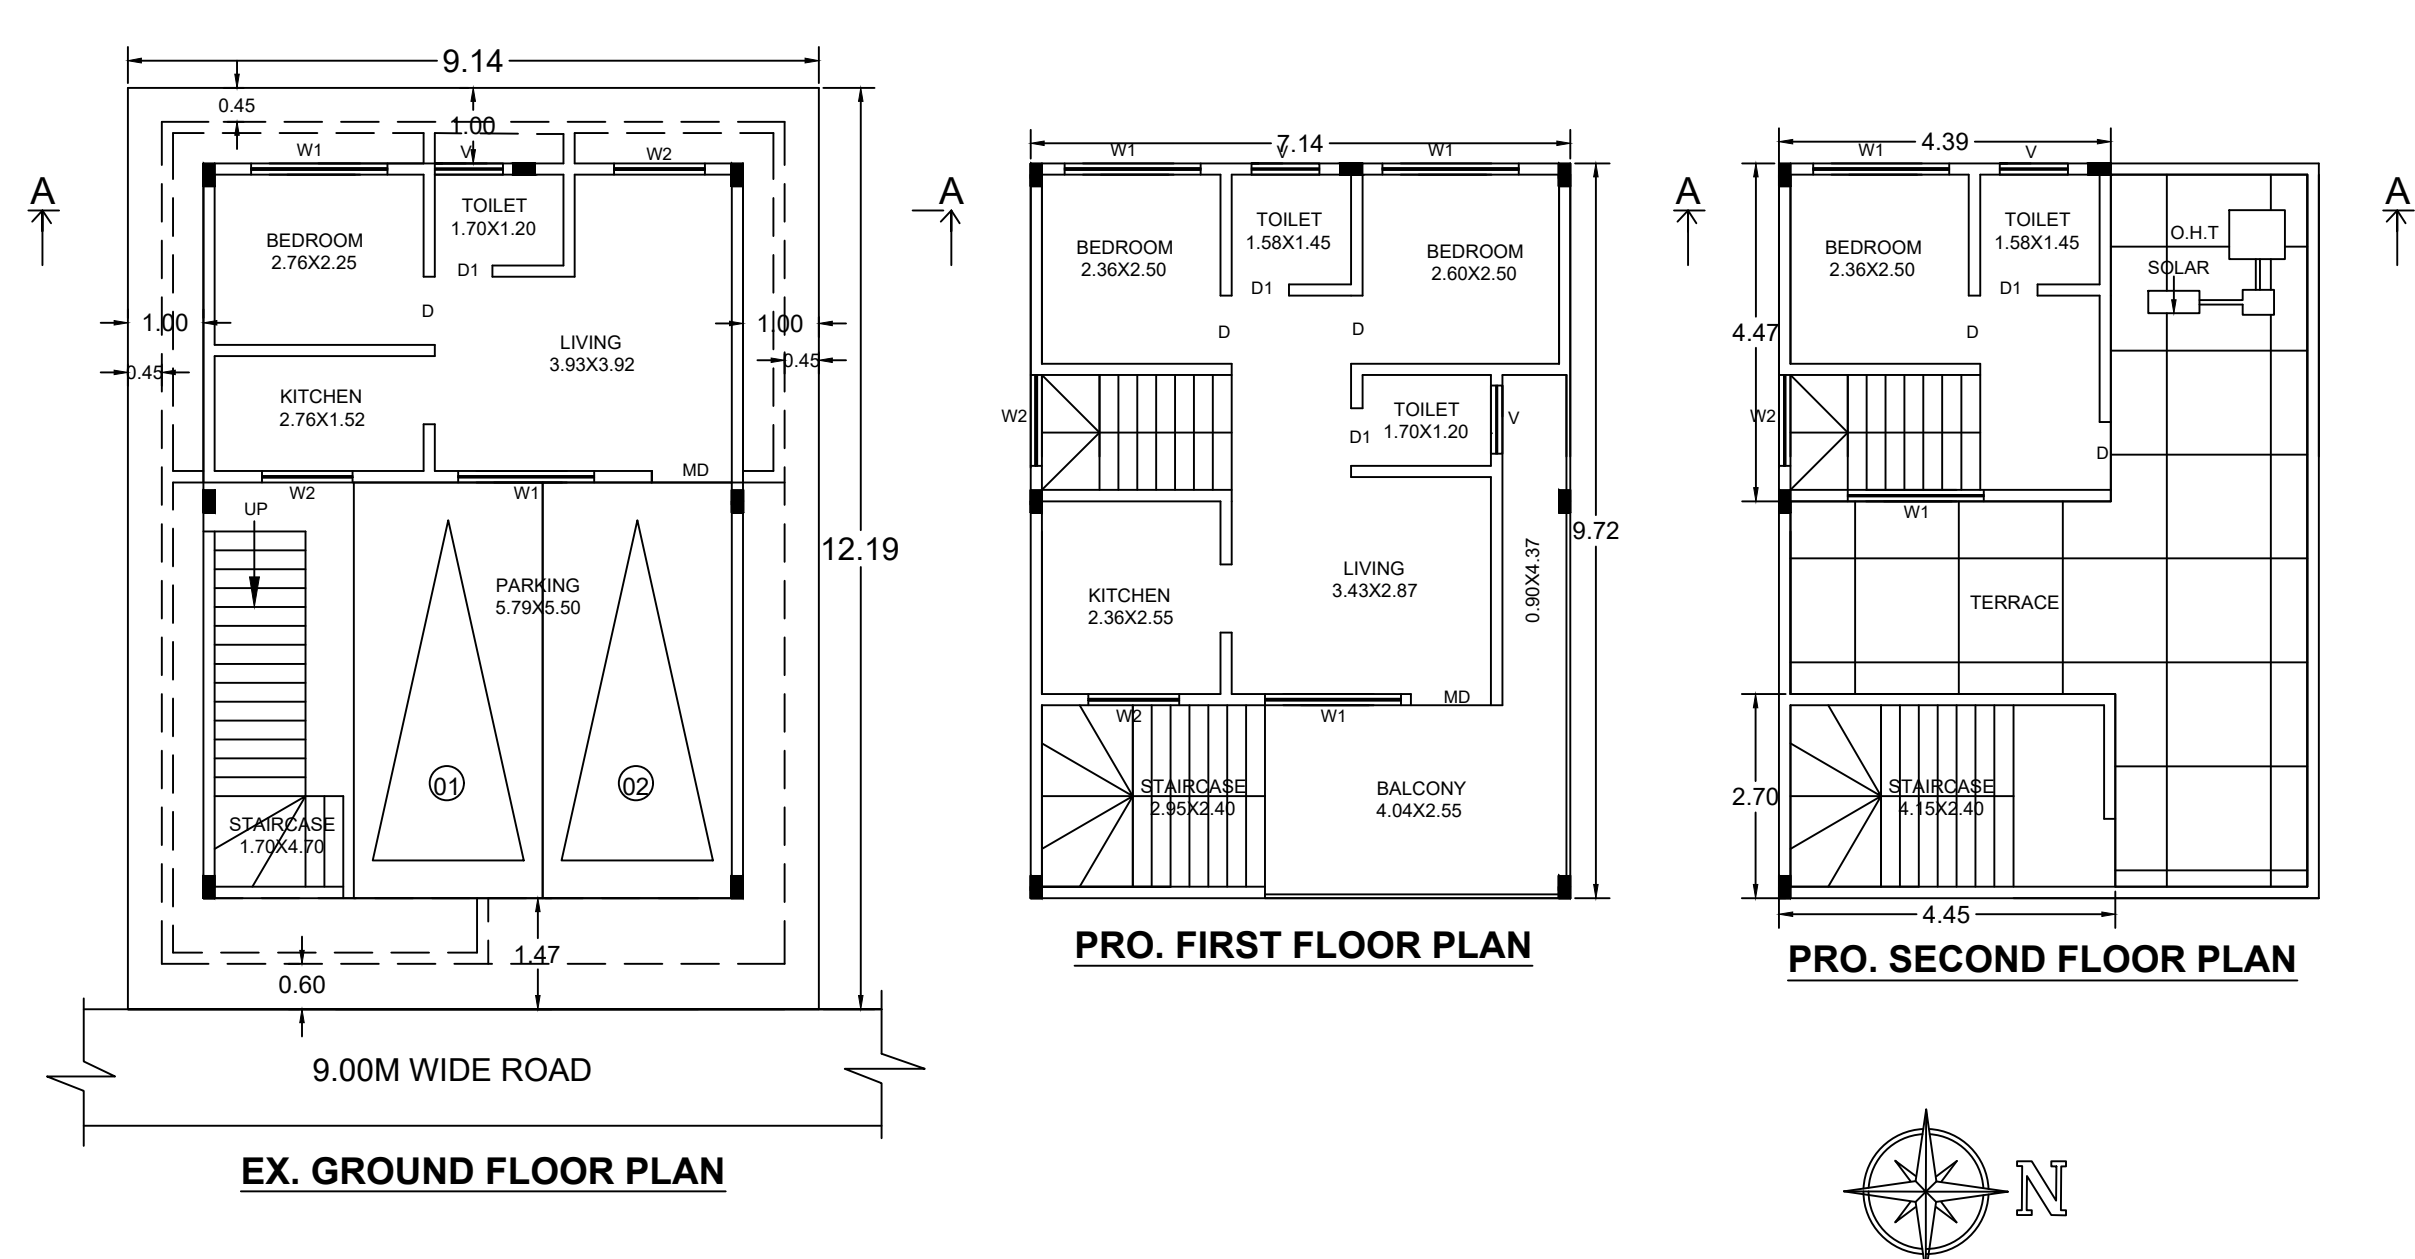 9.14
0.45
1.00
W1
V
W2
A
A
TOILET
1.70X1.20
BEDROOM
2.76X2.25
D1
D
1.00
1.00
LIVING
3.93X3.92
0.45
0.45
KITCHEN
2.76X1.52
MD
W2
W1
UP
12.19
PARKING
5.79X5.50
01
02
STAIRCASE
1.70X4.70
1.47
0.60
9.00M WIDE ROAD
EX. GROUND FLOOR PLAN
7.14
W1
V
W1
TOILET
1.58X1.45
BEDROOM
2.36X2.50
BEDROOM
2.60X2.50
D1
D
D
W2
TOILET
1.70X1.20
V
D1
9.72
LIVING
3.43X2.87
0.90X4.37
KITCHEN
2.36X2.55
MD
W2
W1
STAIRCASE
2.95X2.40
BALCONY
4.04X2.55
PRO. FIRST FLOOR PLAN
4.39
W1
V
A
A
TOILET
1.58X1.45
O.H.T
BEDROOM
2.36X2.50
SOLAR
D1
4.47
D
W2
D
W1
TERRACE
2.70
STAIRCASE
4.15X2.40
4.45
PRO. SECOND FLOOR PLAN
N